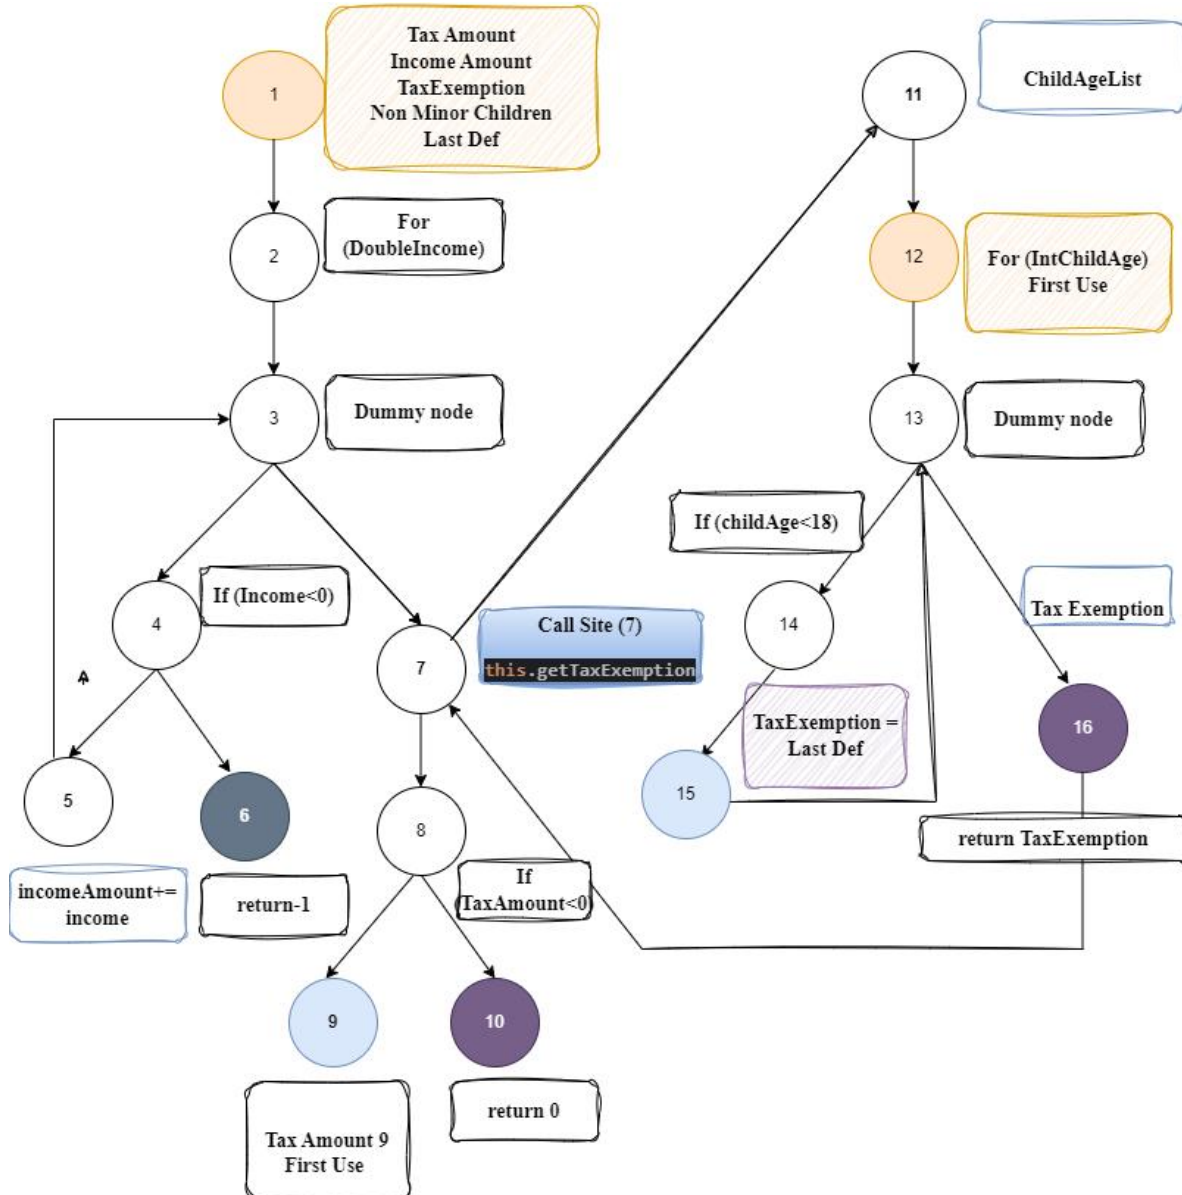 1
Tax Amount
Income Amount
TaxExemption
Non Minor Children
Last Def
11
ChildAgeList
2
For
(DoubleIncome)
12
For (IntChildAge)
First Use
3
Dummy node
13
Dummy node
If (childAge<18)
4
If (Income<0)
7
Call Site (7)
this.getTaxExemption
14
Tax Exemption
TaxExemption =
Last Def
16
15
5
6
8
return TaxExemption
incomeAmount+=
income
return-1
If
TaxAmount<0
9
10
Tax Amount 9
First Use
return 0